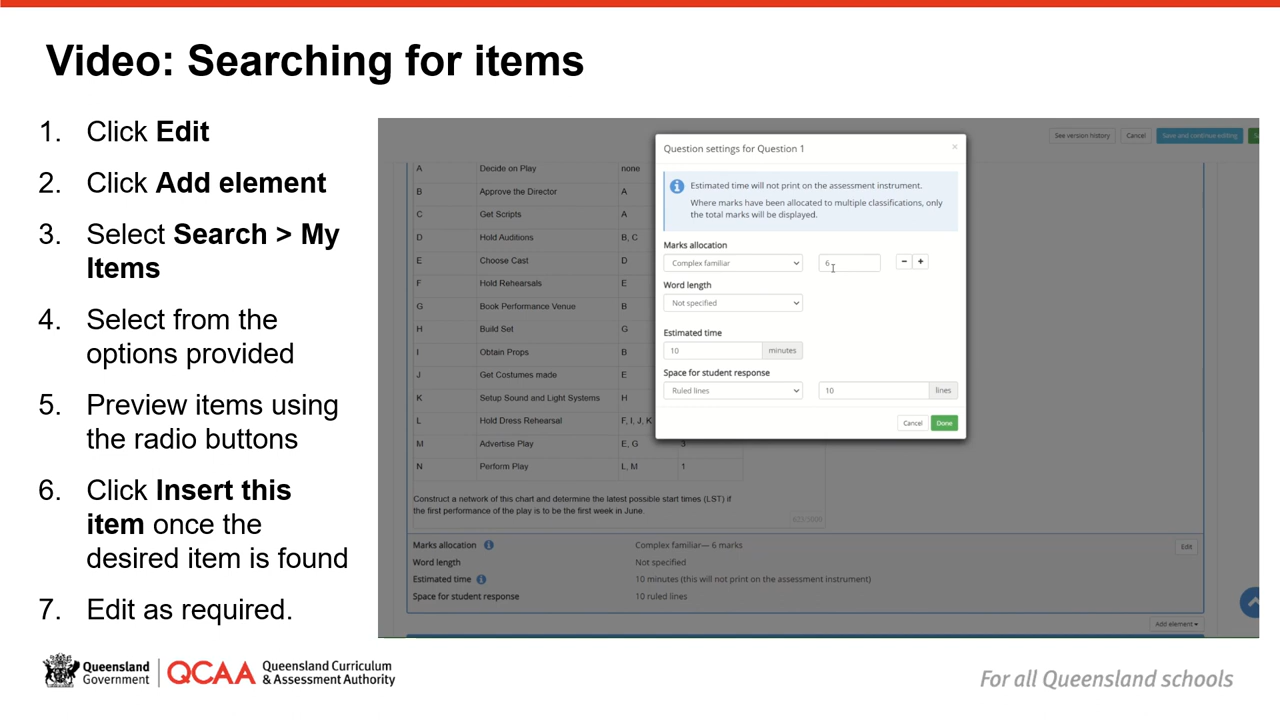 Video: Searching for items
1. Click Edit
2. Click Add element
3. Select Search > My
Items
4. Select from the
options provided
5. Preview items using
the radio buttons
6. Click Insert this
item once the
desired item is found
7. Edit as required.
See version history
Cancel
Save and continue editing
A Decide on Play none
B Approve the Director A
C Get Scripts A
D Hold Auditions B, C
E Choose Cast D
F Hold Rehearsals E
G Book Performance Venue B
H Build Set G
I Obtain Props B
J Get Costumes made E
K Setup Sound and Light Systems H
L Hold Dress Rehearsal F, I, J, K
M Advertise Play E, G 3
N Perform Play L, M 1
Construct a network of this chart and determine the latest possible start times (LST) if
the first performance of the play is to be the first week in June.
Marks allocation Complex familiar— 6 marks
Edit
Word length Not specified
Estimated time 10 minutes (this will not print on the assessment instrument)
Space for student response 10 ruled lines
Add element
Question settings for Question 1
×
Estimated time will not print on the assessment instrument.
Where marks have been allocated to multiple classifications, only
the total marks will be displayed.
Marks allocation
Complex familiar 6 − +
Word length
Not specified
Estimated time
10 minutes
Space for student response
Ruled lines 10 lines
Cancel Done
Queensland
Government
QCAA
Queensland Curriculum
& Assessment Authority
For all Queensland schools